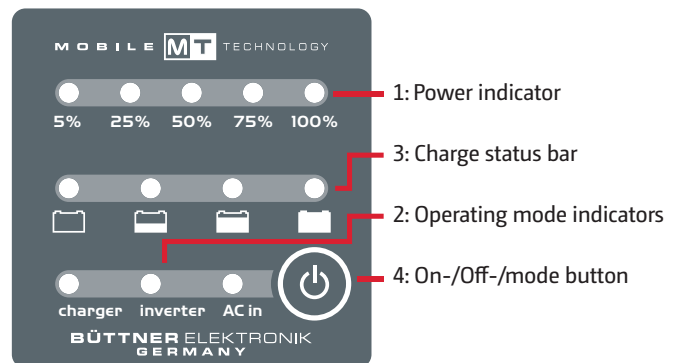 MOBILE MT TECHNOLOGY
5% 25% 50% 75% 100%
charger inverter AC in
BÜTTNER ELEKTRONIK
GERMANY
1: Power indicator
3: Charge status bar
2: Operating mode indicators
4: On-/Off-/mode button